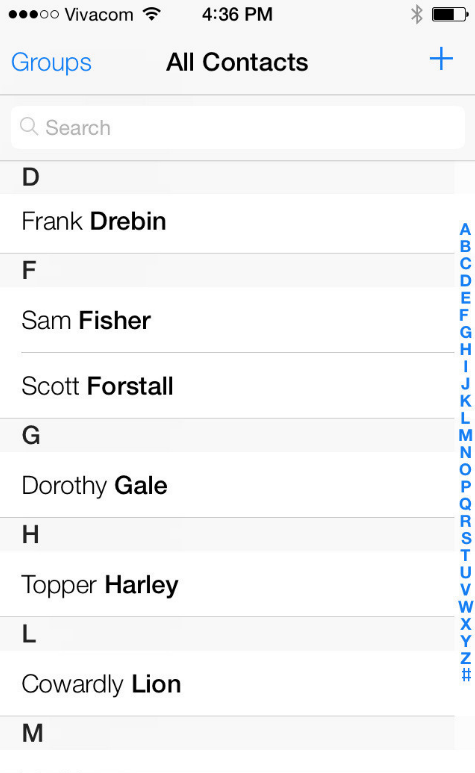 Vivacom 4:36 PM
Groups All Contacts +
Search
D
Frank Drebin
F
Sam Fisher
Scott Forstall
G
Dorothy Gale
H
Topper Harley
L
Cowardly Lion
M
A
B
C
D
E
F
G
H
I
J
K
L
M
N
O
P
Q
R
S
T
U
V
W
X
Y
Z
#